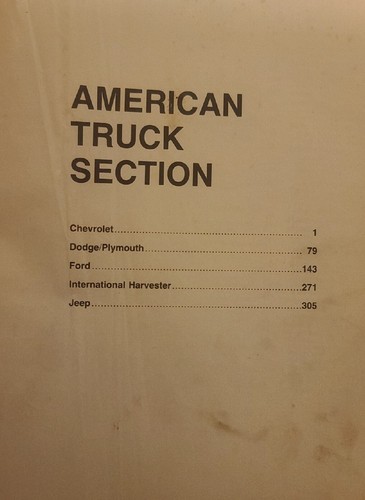 AMERICAN
TRUCK
SECTION
Chevrolet........................................................ 1
Dodge/Plymouth............................................. 79
Ford...............................................................143
International Harvester......................................271
Jeep...............................................................305